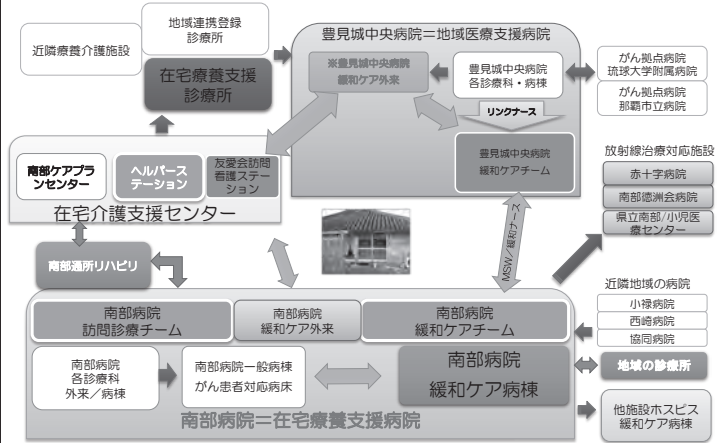 地域連携登録
診療所
近隣療養介護施設
在宅療養支援
診療所
豊見城中央病院＝地域医療支援病院
※豊見城中央病院
緩和ケア外来
豊見城中央病院
各診療科・病棟
リンクナース
豊見城中央病院
緩和ケアチーム
がん拠点病院
琉球大学附属病院
がん拠点病院
那覇市立病院
放射線治療対応施設
赤十字病院
南部徳洲会病院
県立南部/小児医
療センター
南部ケアプラ
ンセンター
ヘルパース
テーション
友愛会訪問
看護ステー
ション
在宅介護支援センター
南部通所リハビリ
MSW／緩和ナース
南部病院
訪問診療チーム
南部病院
緩和ケア外来
南部病院
緩和ケアチーム
南部病院
各診療科
外来／病棟
南部病院一般病棟
がん患者対応病床
南部病院
緩和ケア病棟
南部病院＝在宅療養支援病院
近隣地域の病院
小禄病院
西崎病院
協同病院
地域の診療所
他施設ホスピス
緩和ケア病棟